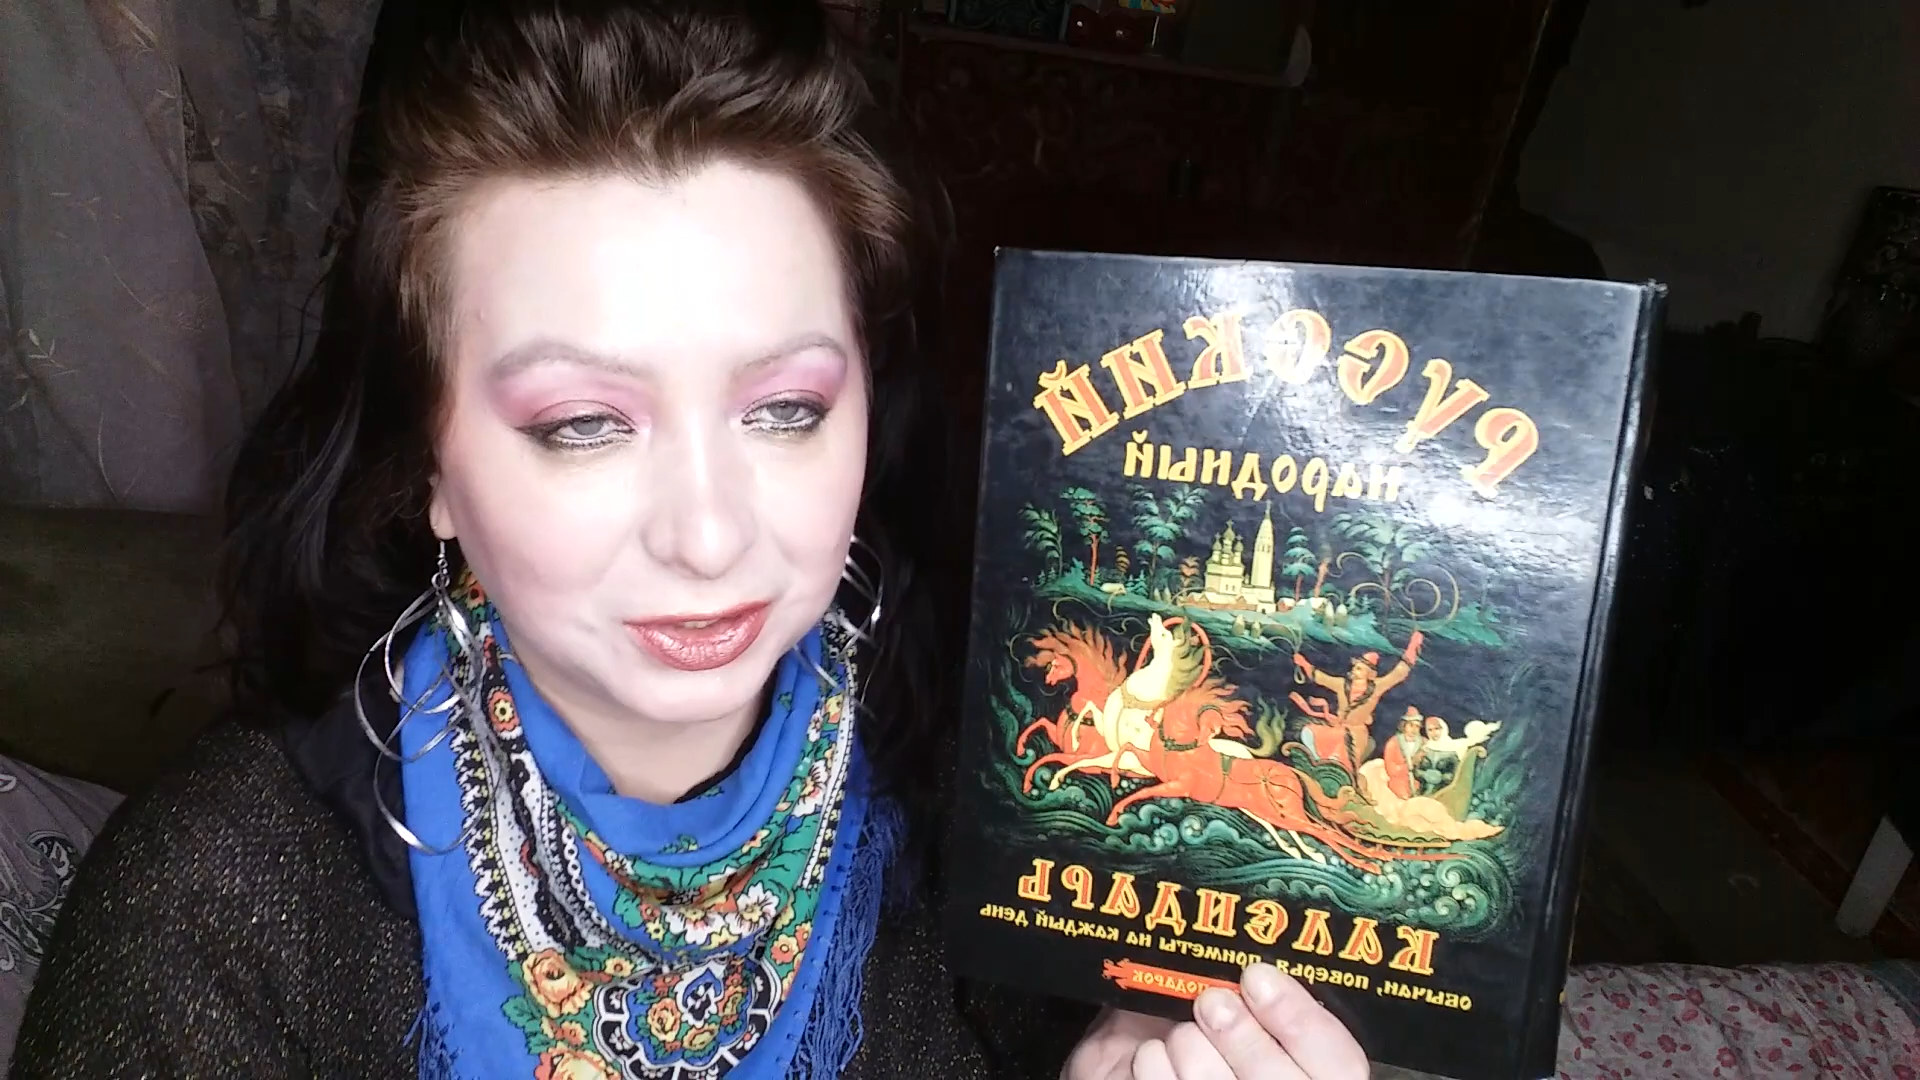 РУССКИЙ
НАРОДНЫЙ
КАЛЕНДАРЬ
ОБЫЧАИ, ПОВЕРЬЯ, ПРИМЕТЫ НА КАЖДЫЙ ДЕНЬ
ПОДАРОК